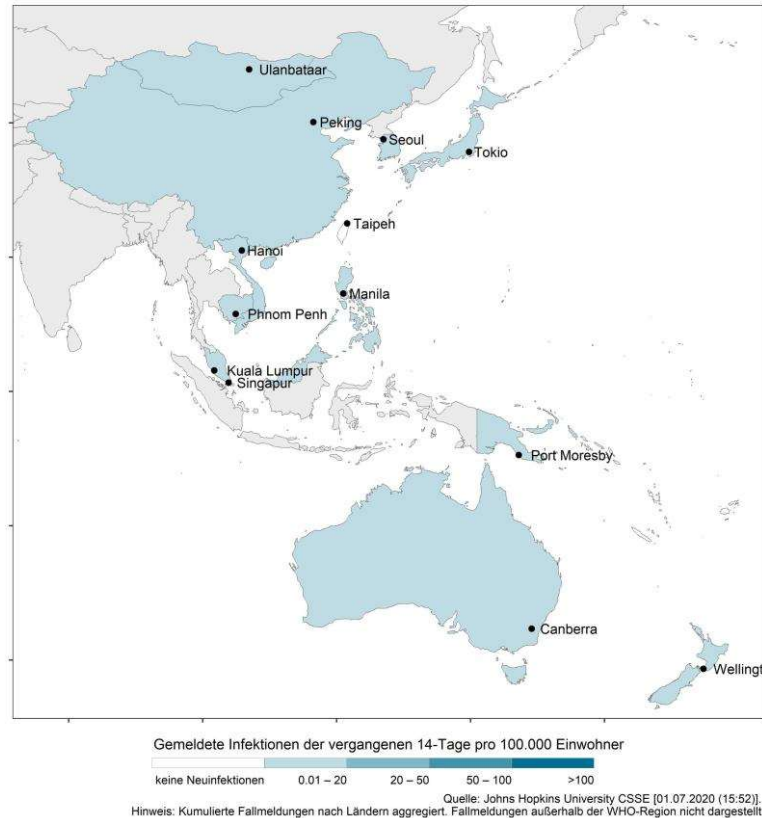 Ulanbataar
Peking
Seoul
Tokio
Taipeh
Hanoi
Manila
Phnom Penh
Kuala Lumpur
Singapur
Port Moresby
Canberra
Wellingt
Gemeldete Infektionen der vergangenen 14-Tage pro 100.000 Einwohner
keine Neuinfektionen 0.01 – 20 20 – 50 50 – 100 >100
Quelle: Johns Hopkins University CSSE [01.07.2020 (15:52)].
Hinweis: Kumulierte Fallmeldungen nach Ländern aggregiert. Fallmeldungen außerhalb der WHO-Region nicht dargestellt